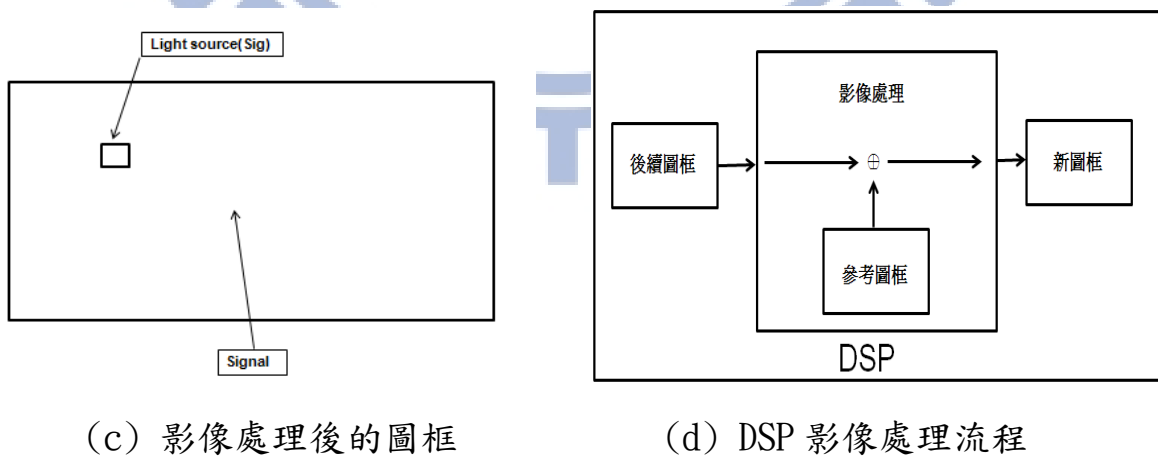 Light source(Sig)
Signal
(c) 影像處理後的圖框
影像處理
後續圖框
⊕
新圖框
參考圖框
DSP
(d) DSP 影像處理流程